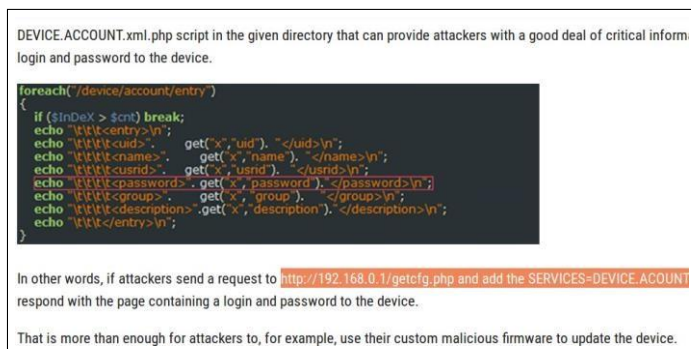 DEVICE.ACCOUNT.xml.php script in the given directory that can provide attackers with a good deal of critical informa
login and password to the device.
foreach("/device/account/entry")
{
if ($InDeX > $cnt) break;
echo "\t\t\t<entry>\n";
echo "\t\t\t\t<uid>". get("x","uid"). "</uid>\n";
echo "\t\t\t\t<name>". get("x","name"). "</name>\n";
echo "\t\t\t\t<usrid>". get("x","usrid"). "</usrid>\n";
echo "\t\t\t\t<password>". get("x","password")."</password>\n";
echo "\t\t\t\t<group>". get("x", "group"). "</group>\n";
echo "\t\t\t\t<description>".get("x","description")."</description>\n";
echo "\t\t\t</entry>\n";
}
In other words, if attackers send a request to http://192.168.0.1/getcfg.php and add the SERVICES=DEVICE.ACOUNT
respond with the page containing a login and password to the device.
That is more than enough for attackers to, for example, use their custom malicious firmware to update the device.